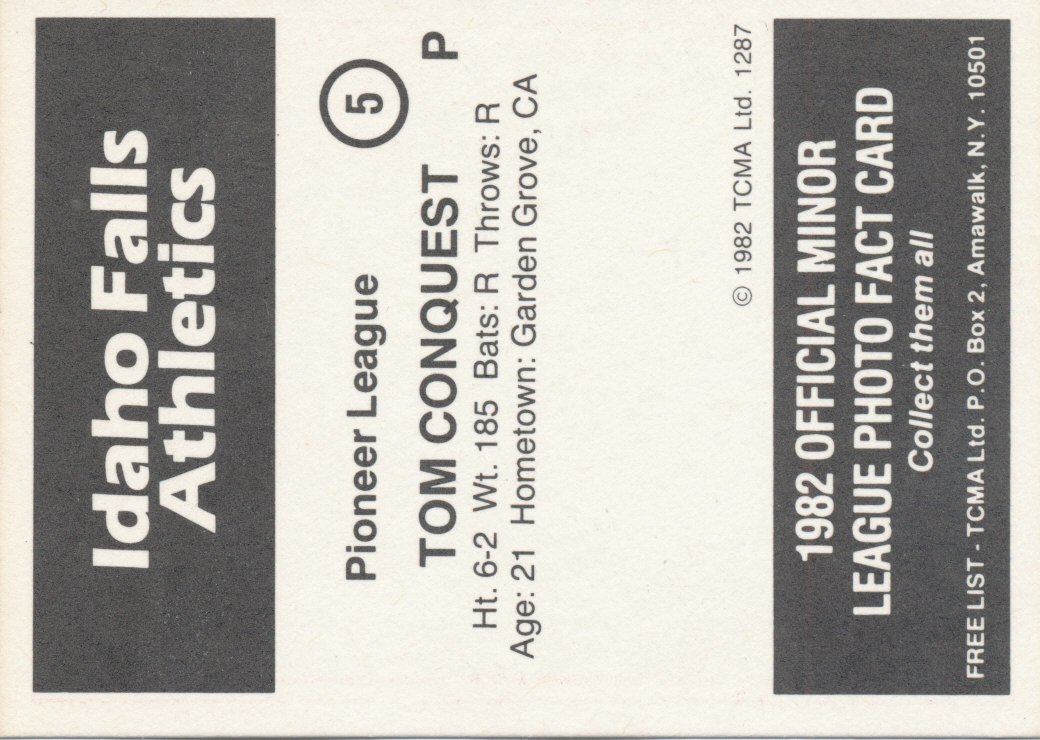 Idaho Falls
Athletics
Pioneer League
5
TOM CONQUEST P
Ht. 6-2 Wt. 185 Bats: R Throws: R
Age: 21 Hometown: Garden Grove, CA
© 1982 TCMA Ltd. 1287
1982 OFFICIAL MINOR
LEAGUE PHOTO FACT CARD
Collect them all
FREE LIST - TCMA Ltd. P.O. Box 2, Amawalk, N.Y. 10501